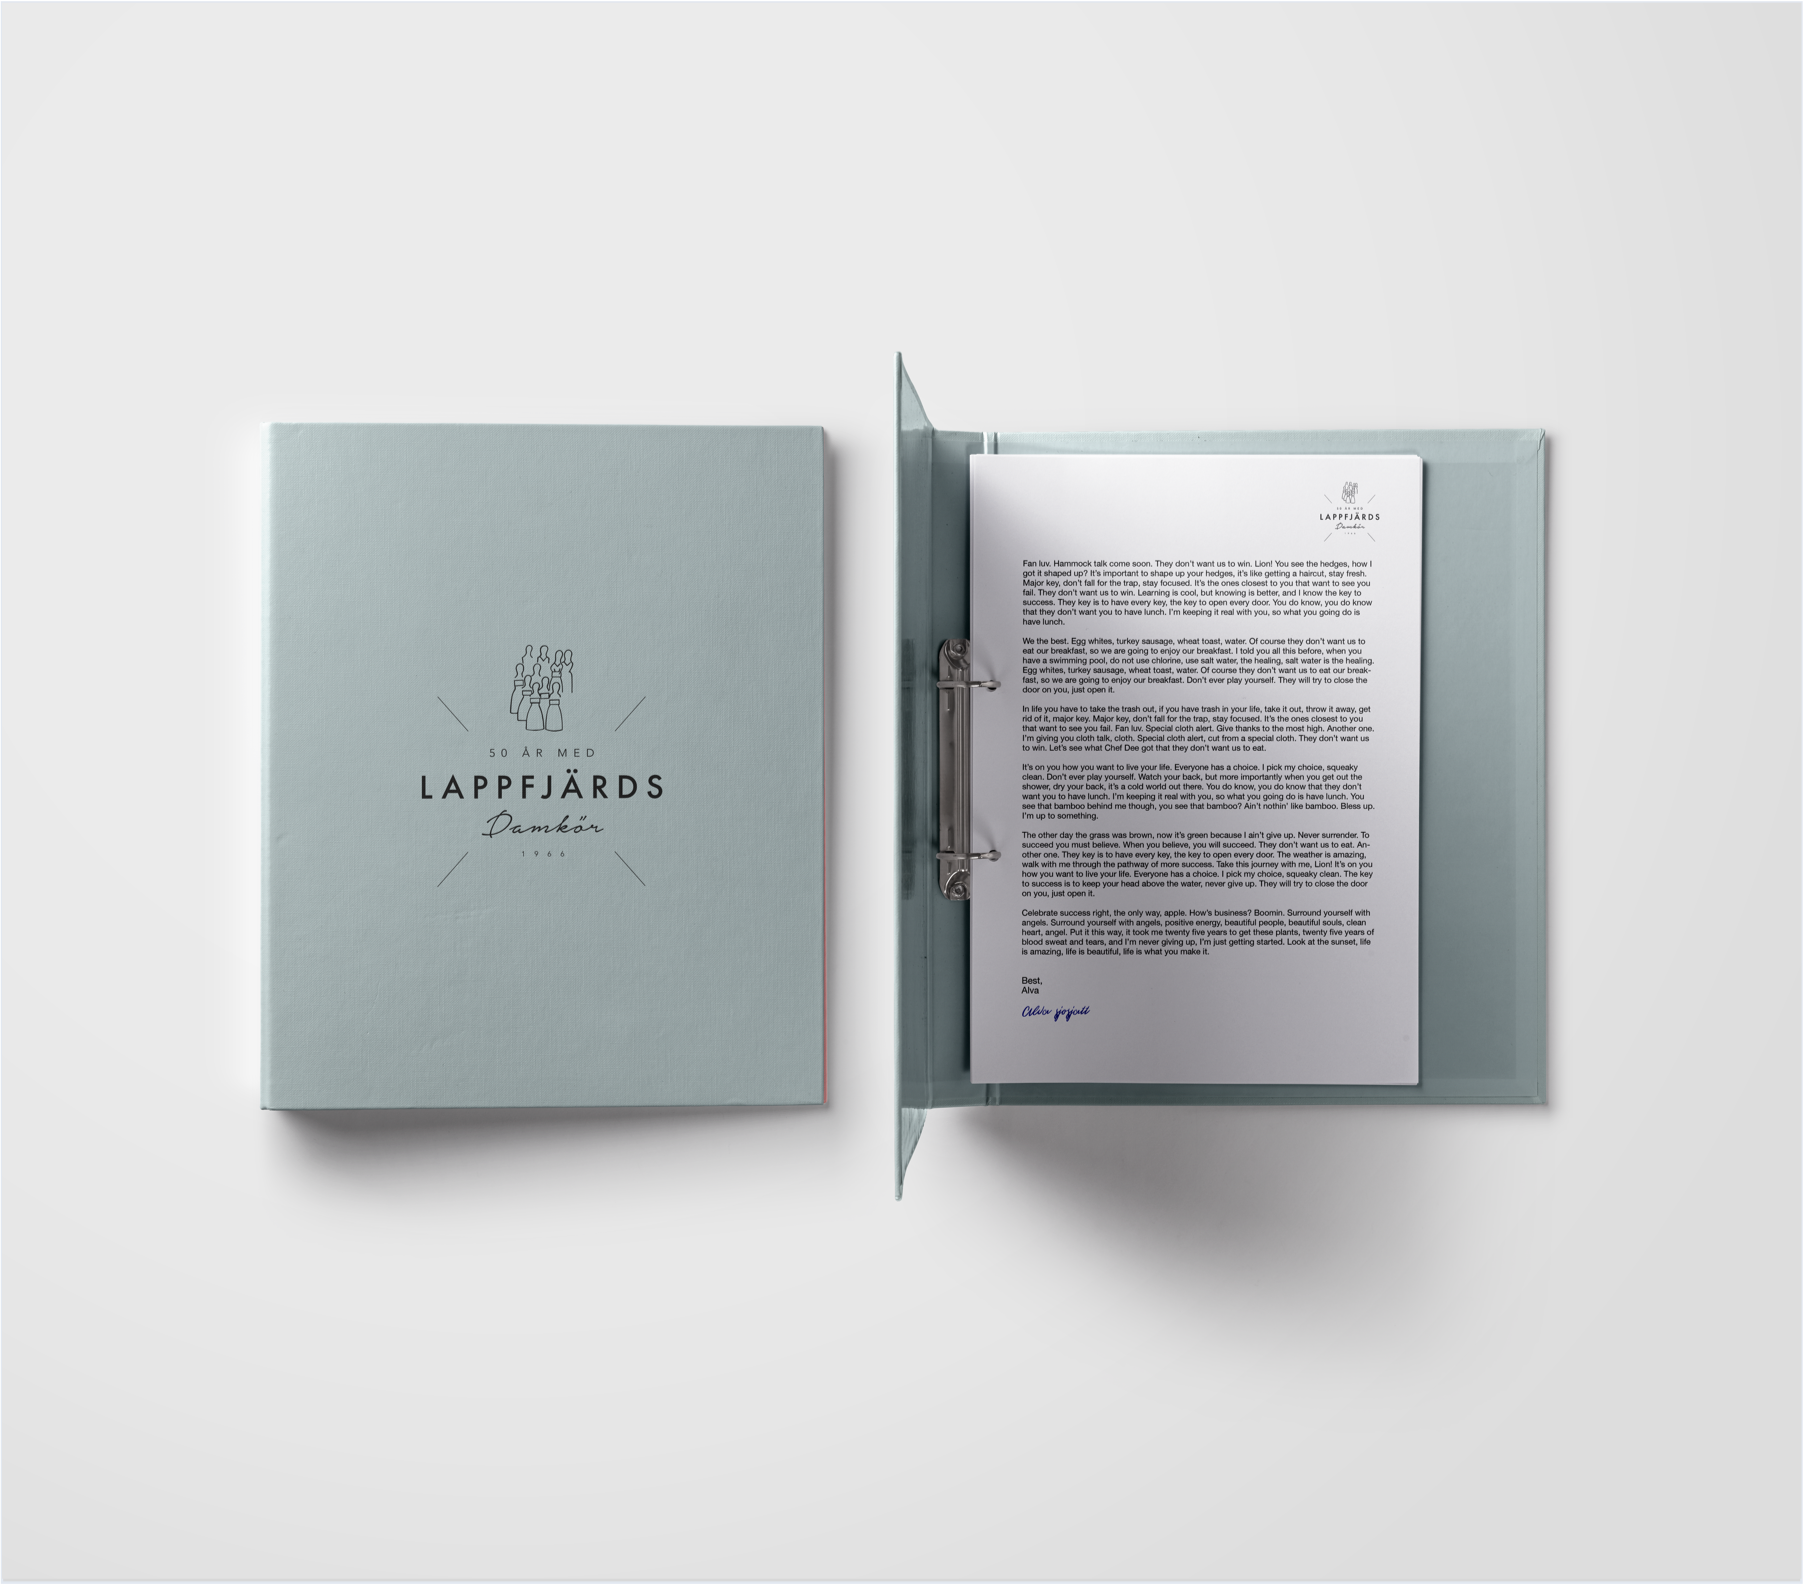 50 ÅR MED
LAPPFJÄRDS
Damkör
1966
50 ÅR MED
LAPPFJÄRDS
Damkör
1966
Fan luv. Hammock talk come soon. They don't want us to win. Lion! You see the hedges, how I
got it shaped up? It's important to shape up your hedges, it's like getting a haircut, stay fresh.
Major key, don't fall for the trap, stay focused. It's the ones closest to you that want to see you
fail. They don't want us to win. Learning is cool, but knowing is better, and I know the key to
success. They key is to have every key, the key to open every door. You do know, you do know
that they don't want you to have lunch. I'm keeping it real with you, so what you going do is
have lunch.
We the best. Egg whites, turkey sausage, wheat toast, water. Of course they don't want us to
eat our breakfast, so we are going to enjoy our breakfast. I told you all this before, when you
have a swimming pool, do not use chlorine, use salt water, the healing, salt water is the healing.
Egg whites, turkey sausage, wheat toast, water. Of course they don't want us to eat our break-
fast, so we are going to enjoy our breakfast. Don't ever play yourself. They will try to close the
door on you, just open it.
In life you have to take the trash out, if you have trash in your life, take it out, throw it away, get
rid of it, major key. Major key, don't fall for the trap, stay focused. It's the ones closest to you
that want to see you fail. Fan luv. Special cloth alert. Give thanks to the most high. Another one.
I'm giving you cloth talk, cloth. Special cloth alert, cut from a special cloth. They don't want us
to win. Let's see what Chef Dee got that they don't want us to eat.
It's on you how you want to live your life. Everyone has a choice. I pick my choice, squeaky
clean. Don't ever play yourself. Watch your back, but more importantly when you get out the
shower, dry your back, it's a cold world out there. You do know, you do know that they don't
want you to have lunch. I'm keeping it real with you, so what you going do is have lunch. You
see that bamboo behind me though, you see that bamboo? Ain't nothin' like bamboo. Bless up.
I'm up to something.
The other day the grass was brown, now it's green because I ain't give up. Never surrender. To
succeed you must believe. When you believe, you will succeed. They don't want us to eat. An-
other one. They key is to have every key, the key to open every door. The weather is amazing,
walk with me through the pathway of more success. Take this journey with me, Lion! It's on you
how you want to live your life. Everyone has a choice. I pick my choice, squeaky clean. The key
to success is to keep your head above the water, never give up. They will try to close the door
on you, just open it.
Celebrate success right, the only way, apple. How's business? Boomin. Surround yourself with
angels. Surround yourself with angels, positive energy, beautiful people, beautiful souls, clean
heart, angel. Put it this way, it took me twenty five years to get these plants, twenty five years of
blood sweat and tears, and I'm never giving up, I'm just getting started. Look at the sunset, life
is amazing, life is beautiful, life is what you make it.
Best,
Alva
Alva